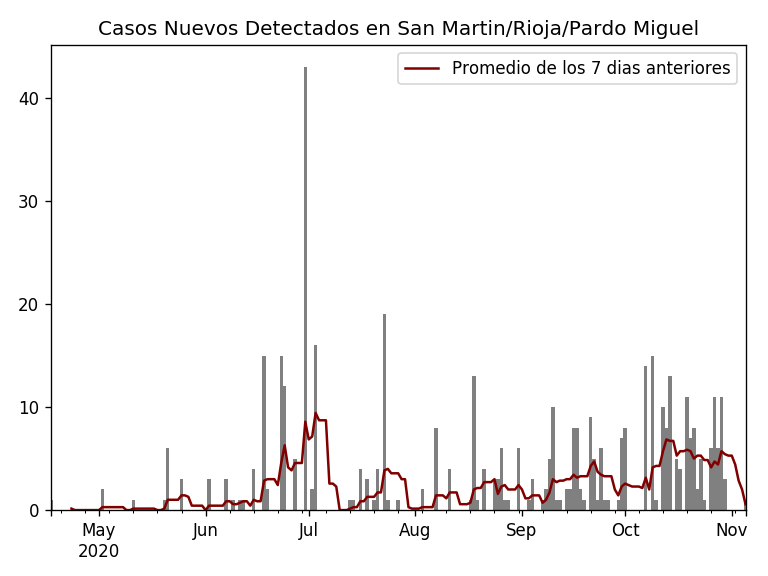 Casos Nuevos Detectados en San Martin/Rioja/Pardo Miguel
Promedio de los 7 dias anteriores
40
30
20
10
0
May Jun Jul Aug Sep Oct Nov
2020